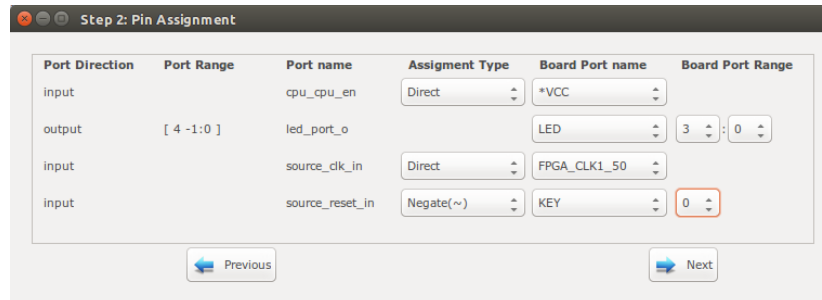 Step 2: Pin Assignment
Port Direction Port Range Port name Assigment Type Board Port name Board Port Range
input cpu_cpu_en Direct *VCC
output [ 4 -1:0 ] led_port_o LED 3 : 0
input source_clk_in Direct FPGA_CLK1_50
input source_reset_in Negate(~) KEY 0
Previous Next